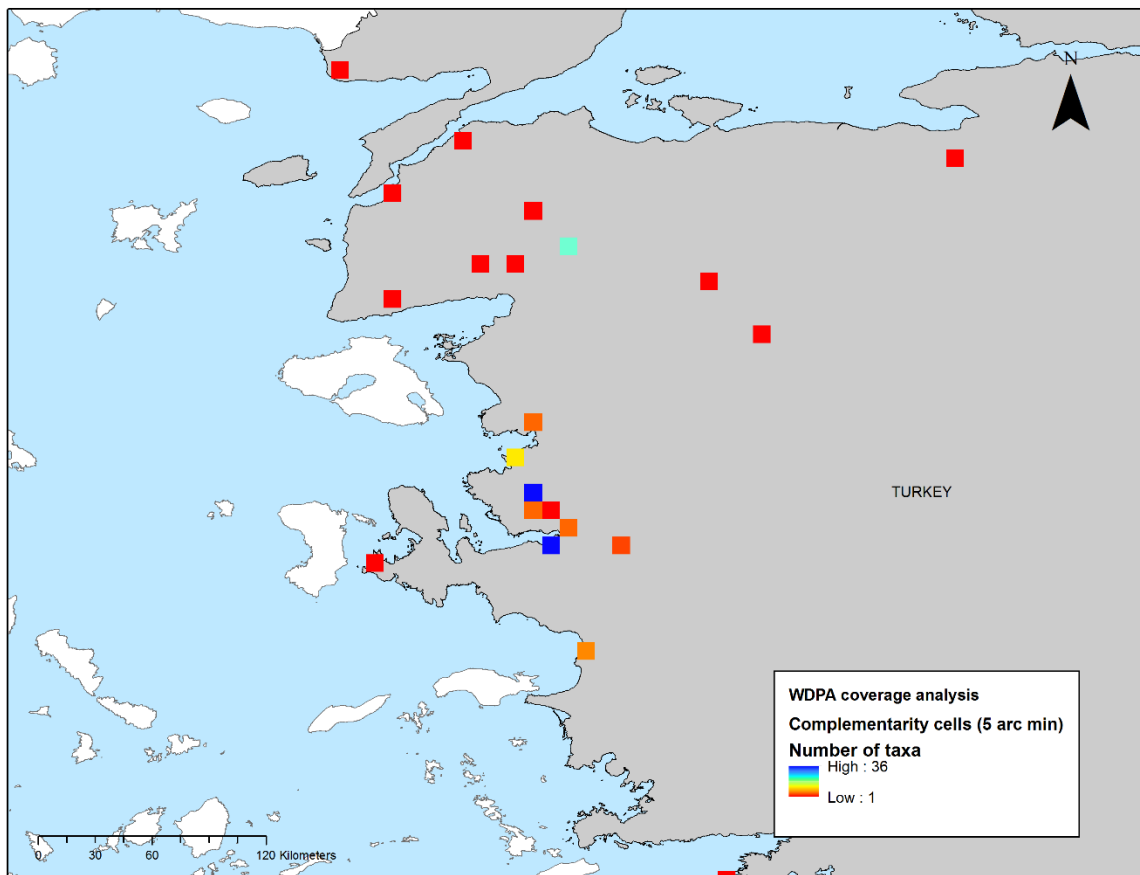 N
TURKEY
WDPA coverage analysis
Complementarity cells (5 arc min)
Number of taxa
High : 36
Low : 1
0 30 60 120 Kilometers